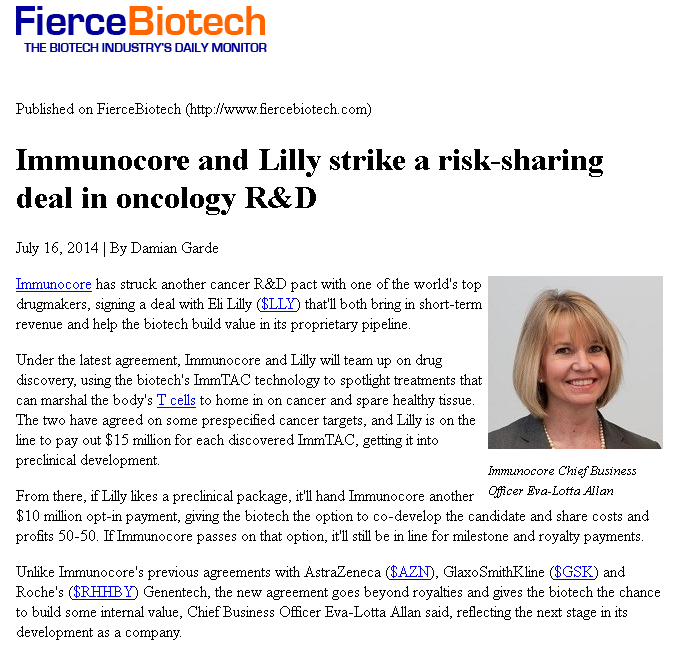 FierceBiotech
THE BIOTECH INDUSTRY'S DAILY MONITOR
Published on FierceBiotech (http://www.fiercebiotech.com)
Immunocore and Lilly strike a risk-sharing
deal in oncology R&D
July 16, 2014 | By Damian Garde
Immunocore has struck another cancer R&D pact with one of the world's top
drugmakers, signing a deal with Eli Lilly ($LLY) that'll both bring in short-term
revenue and help the biotech build value in its proprietary pipeline.
Under the latest agreement, Immunocore and Lilly will team up on drug
discovery, using the biotech's ImmTAC technology to spotlight treatments that
can marshal the body's T cells to home in on cancer and spare healthy tissue.
The two have agreed on some prespecified cancer targets, and Lilly is on the
line to pay out $15 million for each discovered ImmTAC, getting it into
preclinical development.
Immunocore Chief Business
Officer Eva-Lotta Allan
From there, if Lilly likes a preclinical package, it'll hand Immunocore another
$10 million opt-in payment, giving the biotech the option to co-develop the candidate and share costs and
profits 50-50. If Immunocore passes on that option, it'll still be in line for milestone and royalty payments.
Unlike Immunocore's previous agreements with AstraZeneca ($AZN), GlaxoSmithKline ($GSK) and
Roche's ($RHHBY) Genentech, the new agreement goes beyond royalties and gives the biotech the chance
to build some internal value, Chief Business Officer Eva-Lotta Allan said, reflecting the next stage in its
development as a company.